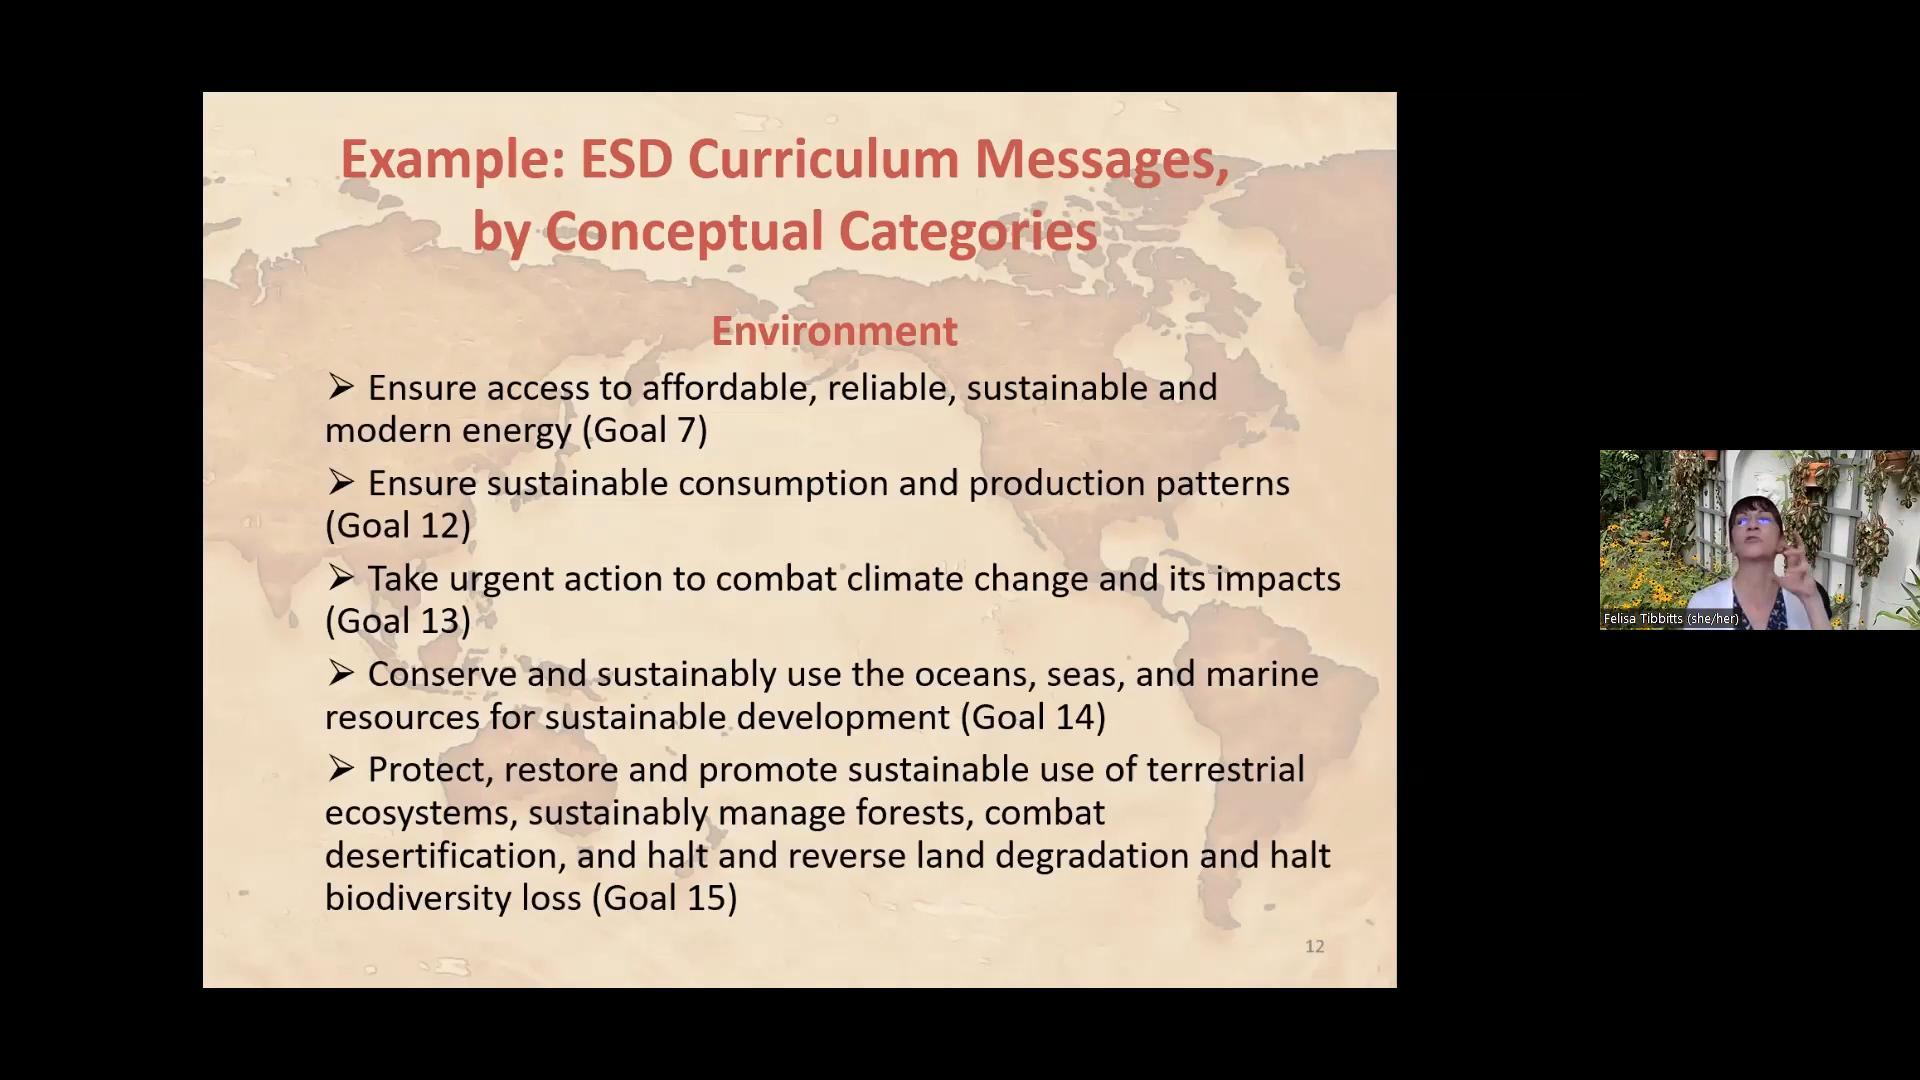 Example: ESD Curriculum Messages,
by Conceptual Categories
Environment
➢ Ensure access to affordable, reliable, sustainable and
modern energy (Goal 7)
➢ Ensure sustainable consumption and production patterns
(Goal 12)
➢ Take urgent action to combat climate change and its impacts
(Goal 13)
➢ Conserve and sustainably use the oceans, seas, and marine
resources for sustainable development (Goal 14)
➢ Protect, restore and promote sustainable use of terrestrial
ecosystems, sustainably manage forests, combat
desertification, and halt and reverse land degradation and halt
biodiversity loss (Goal 15)
12
Felisa Tibbitts (she/her)